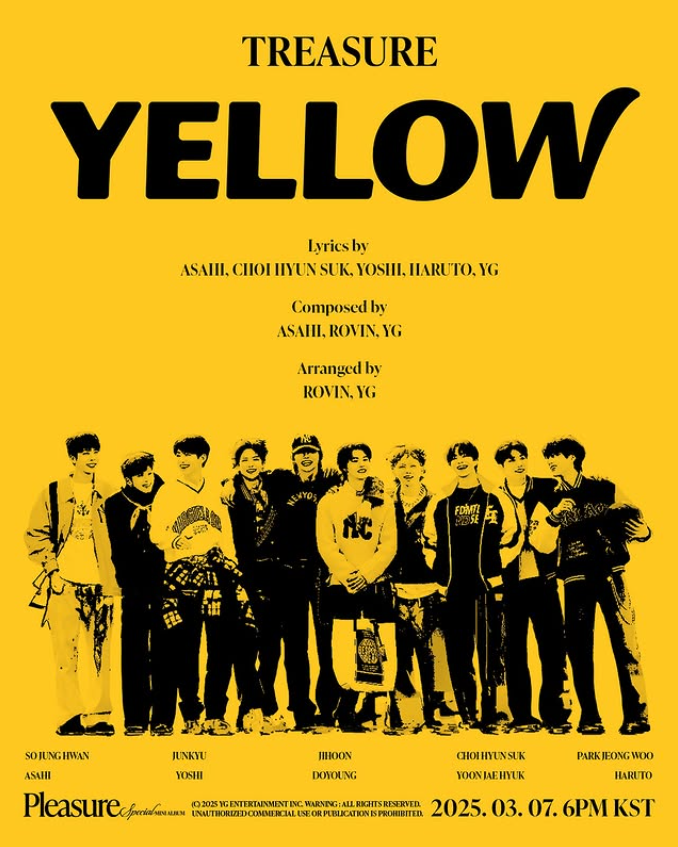 TREASURE
YELLOW
Lyrics by
ASAHI, CHOI HYUN SUK, YOSHI, HARUTO, YG
Composed by
ASAHI, ROVIN, YG
Arranged by
ROVIN, YG
NYC
SO JUNG HWAN JUNKYU JIHOON CHOI HYUN SUK PARK JEONG WOO
ASAHI YOSHI DOYOUNG YOON JAE HYUK HARUTO
Pleasure Special MINI ALBUM
(C) 2025 YG ENTERTAINMENT INC. WARNING : ALL RIGHTS RESERVED.
UNAUTHORIZED COMMERCIAL USE OR PUBLICATION IS PROHIBITED.
2025. 03. 07. 6PM KST